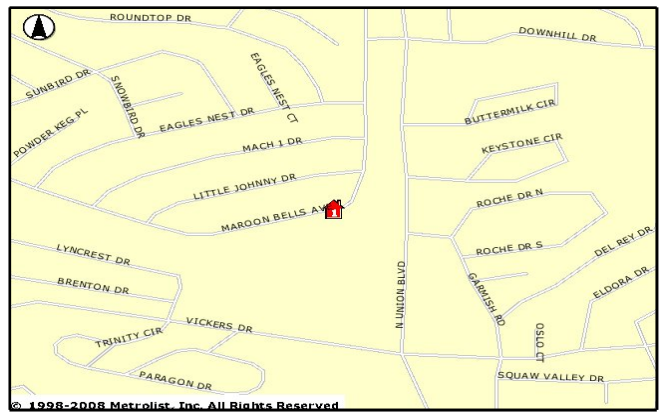 ROUNDTOP DR
DOWNHILL DR
SUNBIRD DR
SNOWBIRD DR
EAGLES NEST CT
POWDER KEG PL
EAGLES NEST DR
BUTTERMILK CIR
MACH 1 DR
KEYSTONE CIR
LITTLE JOHNNY DR
ROCHE DR N
MAROON BELLS AV
1
LYNCREST DR
ROCHE DR S
DEL REY DR
BRENTON DR
N UNION BLVD
GARMISH RD
ELDORA DR
VICKERS DR
TRINITY CIR
OSLO CT
PARAGON DR
SQUAW VALLEY DR
© 1998-2008 Metrolist, Inc. All Rights Reserved